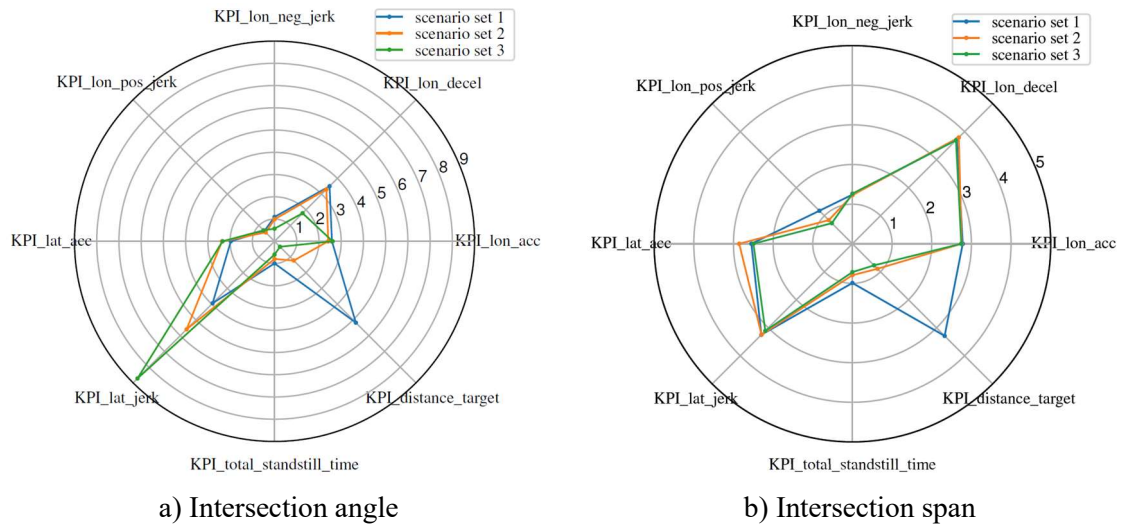 KPI_lon_neg_jerk
scenario set 1
scenario set 2
scenario set 3
KPI_lon_pos_jerk
KPI_lon_decel
9
8
7
6
5
4
3
2
1
KPI_lat_acc
KPI_lon_acc
KPI_lat_jerk
KPI_distance_target
KPI_total_standstill_time
a) Intersection angle
KPI_lon_neg_jerk
scenario set 1
scenario set 2
scenario set 3
KPI_lon_pos_jerk
KPI_lon_decel
5
4
3
2
1
KPI_lat_acc
KPI_lon_acc
KPI_lat_jerk
KPI_distance_target
KPI_total_standstill_time
b) Intersection span